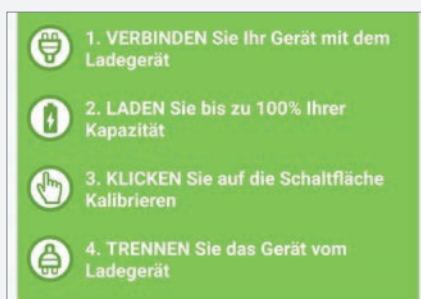 1. VERBINDEN Sie Ihr Gerät mit dem
Ladegerät
2. LADEN Sie bis zu 100% Ihrer
Kapazität
3. KLICKEN Sie auf die Schaltfläche
Kalibrieren
4. TRENNEN Sie das Gerät vom
Ladegerät